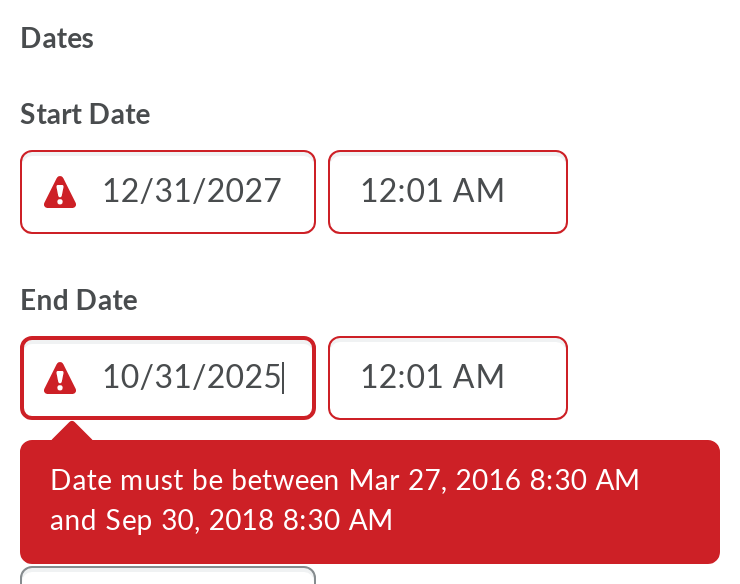 Dates
Start Date
12/31/2027 12:01 AM
End Date
10/31/2025 12:01 AM
Date must be between Mar 27, 2016 8:30 AM
and Sep 30, 2018 8:30 AM